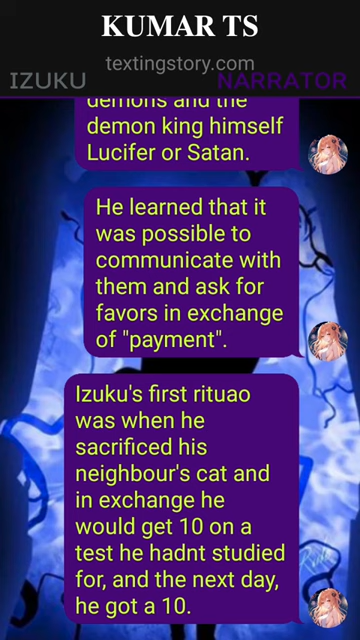 KUMAR TS
textingstory.com
IZUKU
NARRATOR
demons and the
demon king himself
Lucifer or Satan.
He learned that it
was possible to
communicate with
them and ask for
favors in exchange
of "payment".
Izuku's first rituao
was when he
sacrificed his
neighbour's cat and
in exchange he
would get 10 on a
test he hadnt studied
for, and the next day,
he got a 10.